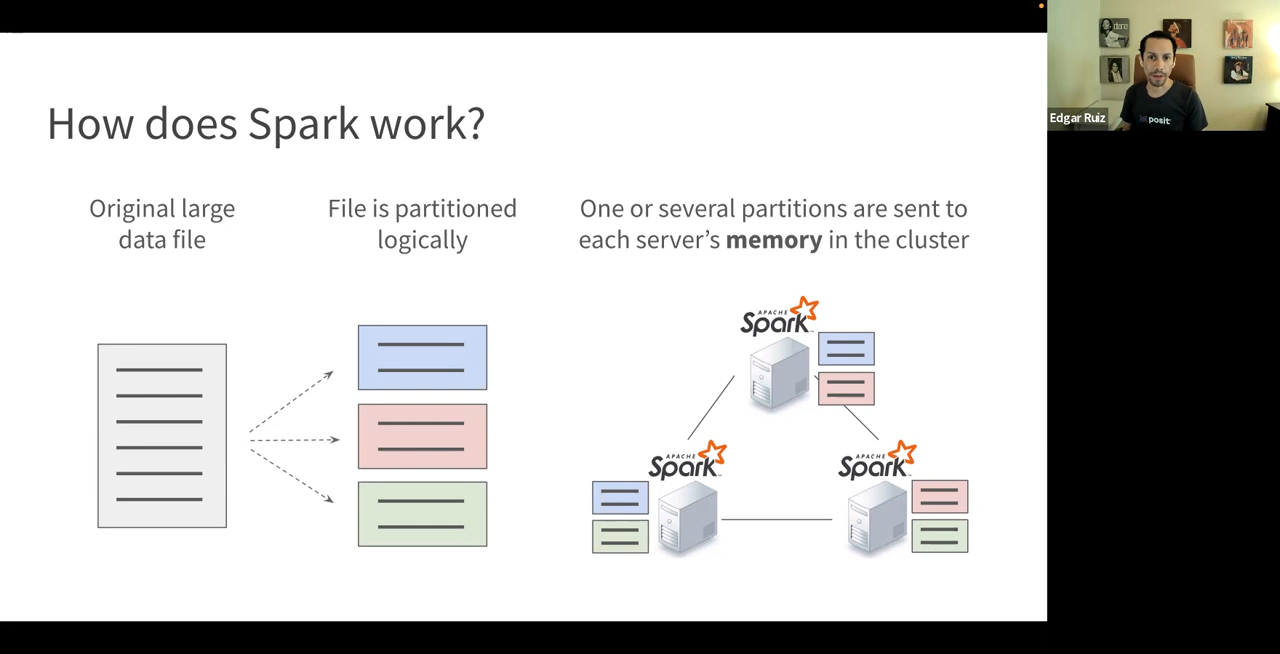 How does Spark work?
Original large
data file
File is partitioned
logically
One or several partitions are sent to
each server's memory in the cluster
APACHE
Spark
APACHE
Spark
APACHE
Spark
Edgar Ruiz
posit